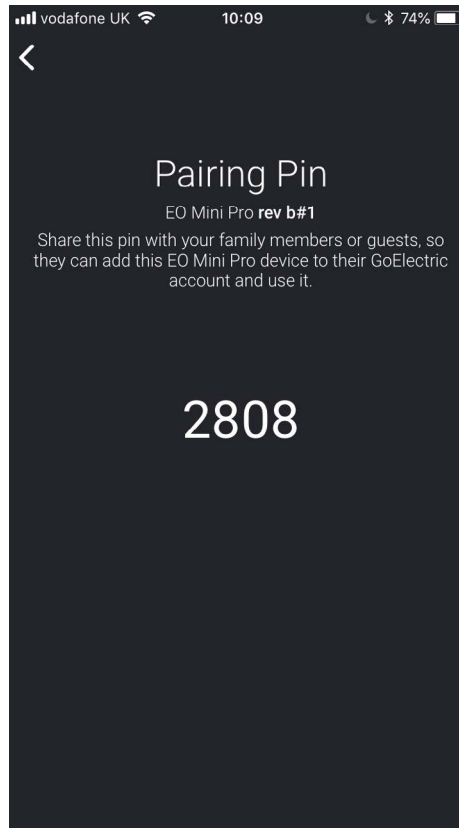 vodafone UK 10:09 74%
Pairing Pin
EO Mini Pro rev b#1
Share this pin with your family members or guests, so
they can add this EO Mini Pro device to their GoElectric
account and use it.
2808